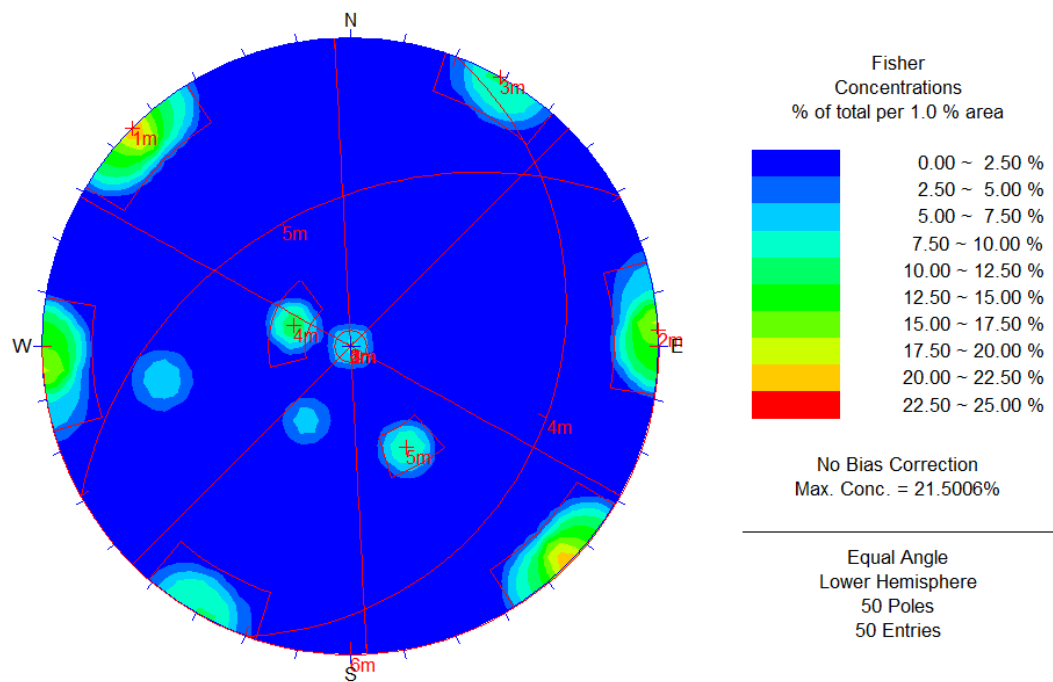 N
3m
1m
5m
4m
2m
W
E
5m
4m
6m
S
Fisher
Concentrations
% of total per 1.0 % area
0.00 ~ 2.50 %
2.50 ~ 5.00 %
5.00 ~ 7.50 %
7.50 ~ 10.00 %
10.00 ~ 12.50 %
12.50 ~ 15.00 %
15.00 ~ 17.50 %
17.50 ~ 20.00 %
20.00 ~ 22.50 %
22.50 ~ 25.00 %
No Bias Correction
Max. Conc. = 21.5006%
Equal Angle
Lower Hemisphere
50 Poles
50 Entries